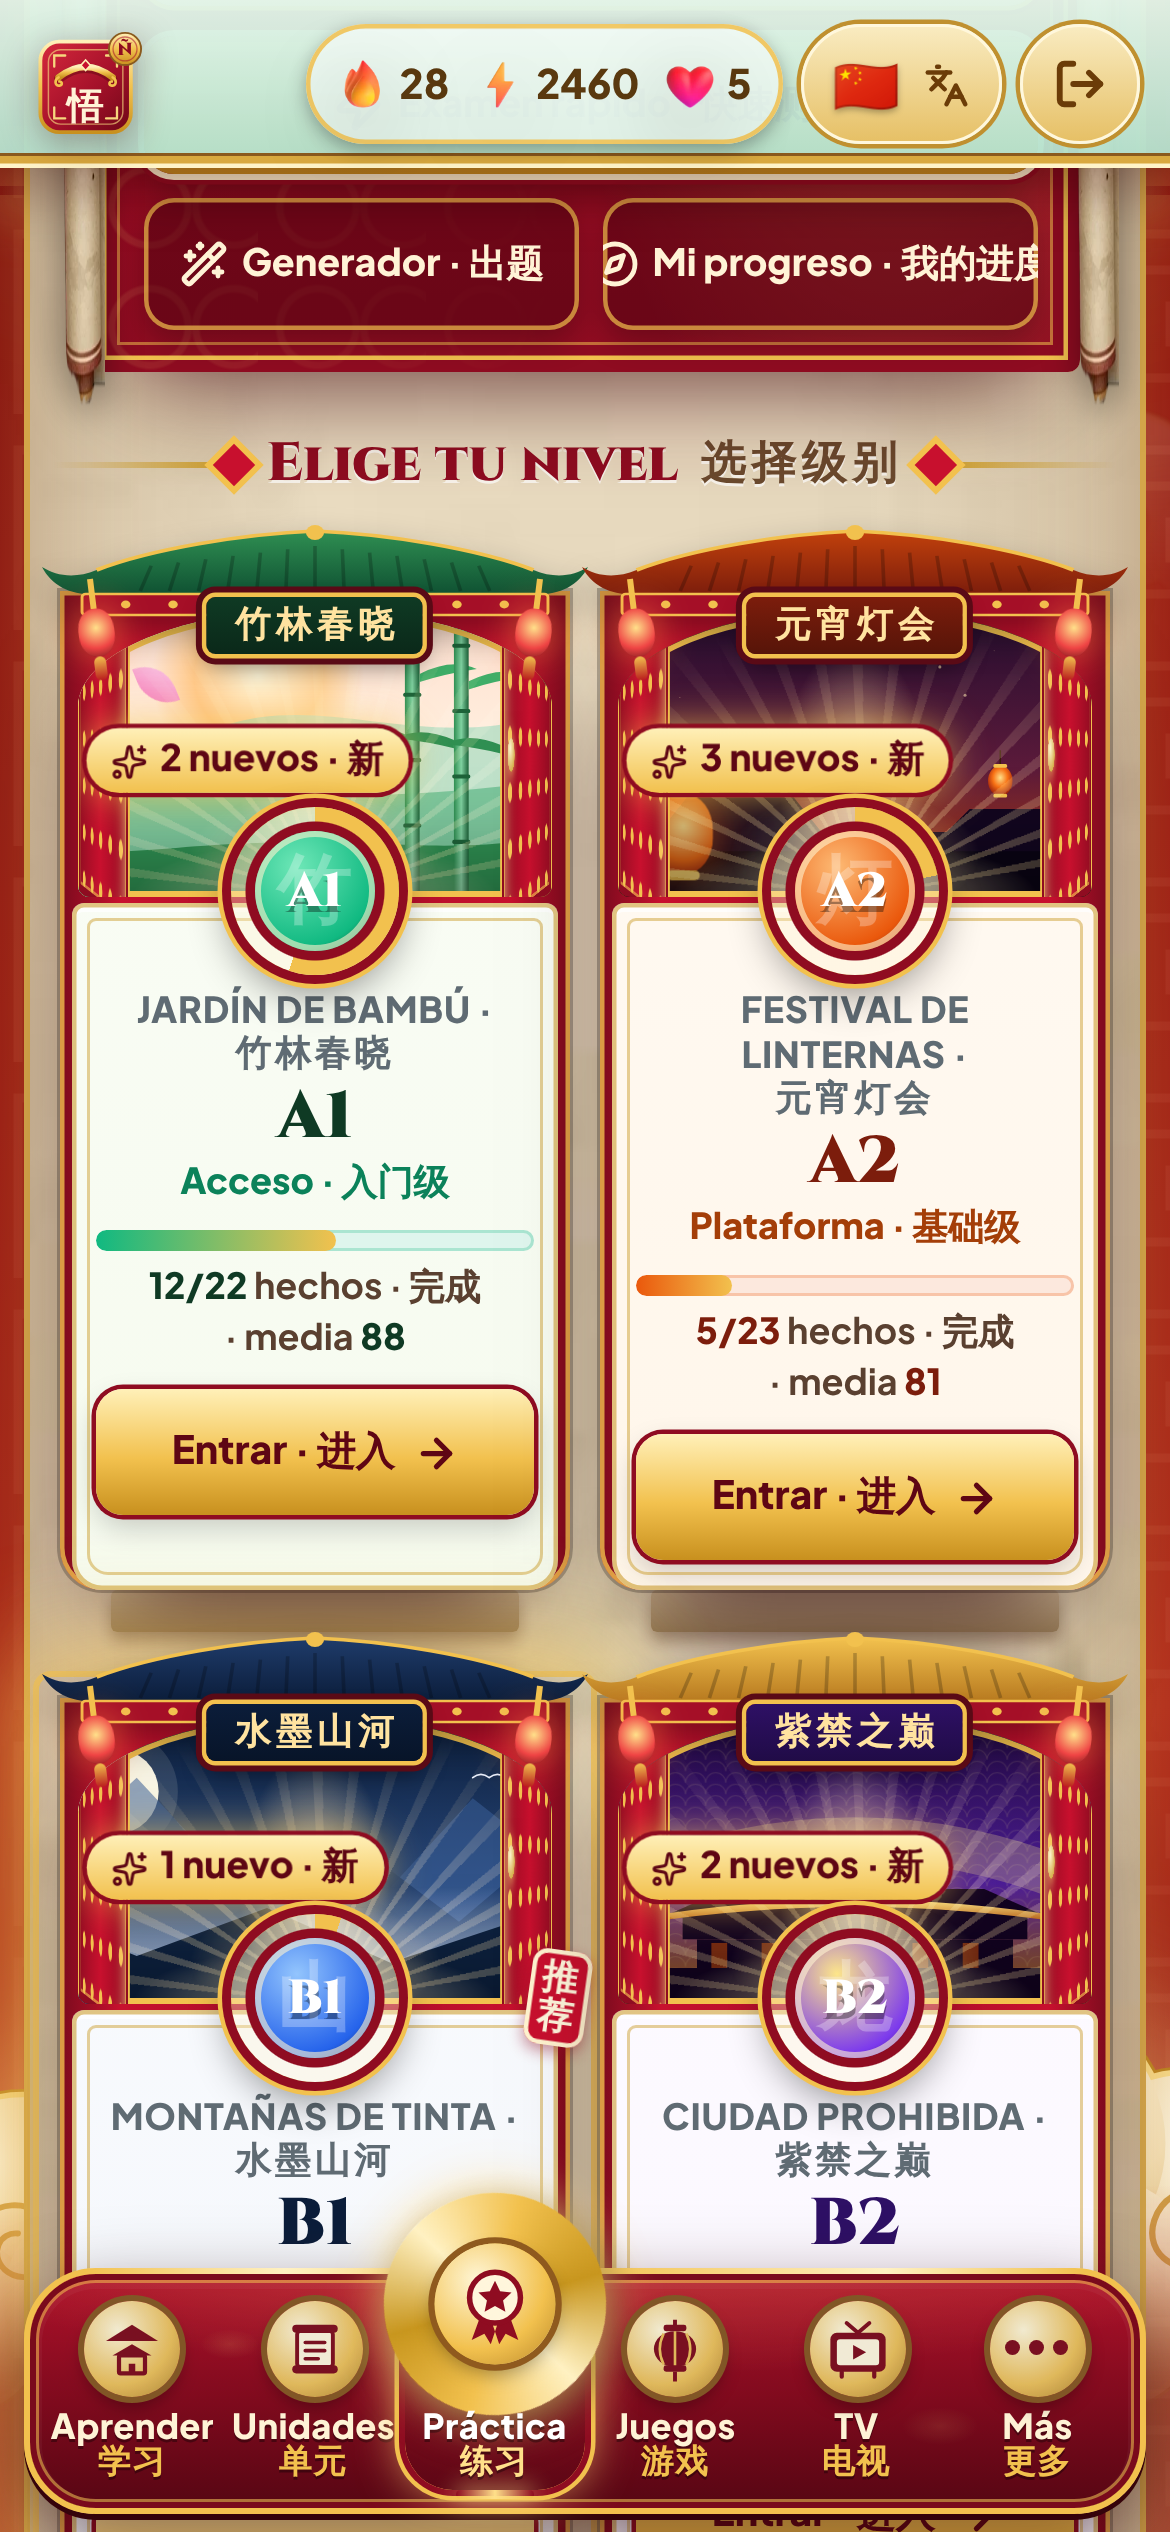 悟 Ñ
28 2460 5
Generador · 出题
Mi progreso · 我的进度
ELIGE TU NIVEL 选择级别
竹林春晓
2 nuevos · 新
A1
JARDÍN DE BAMBÚ ·
竹林春晓
A1
Acceso · 入门级
12/22 hechos · 完成
· media 88
Entrar · 进入
元宵灯会
3 nuevos · 新
A2
FESTIVAL DE
LINTERNAS ·
元宵灯会
A2
Plataforma · 基础级
5/23 hechos · 完成
· media 81
Entrar · 进入
水墨山河
1 nuevo · 新
B1
推荐
MONTAÑAS DE TINTA ·
水墨山河
B1
紫禁之巅
2 nuevos · 新
B2
CIUDAD PROHIBIDA ·
紫禁之巅
B2
Aprender
学习
Unidades
单元
Práctica
练习
Juegos
游戏
TV
电视
Más
更多